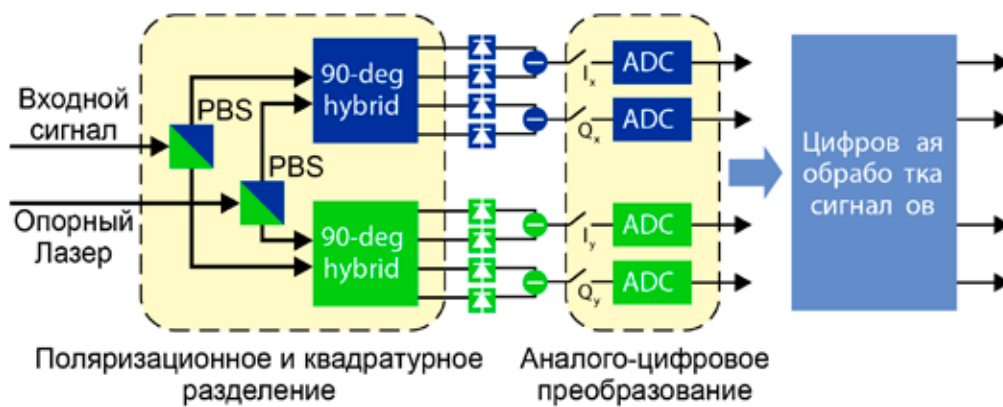 Входной
сигнал
PBS
PBS
Опорный
Лазер
90-deg
hybrid
90-deg
hybrid
Ix
ADC
Qx
ADC
Iy
ADC
Qy
ADC
Цифров ая
обрабо тка
сигнал ов
Поляризационное и квадратурное
разделение
Аналого-цифровое
преобразование